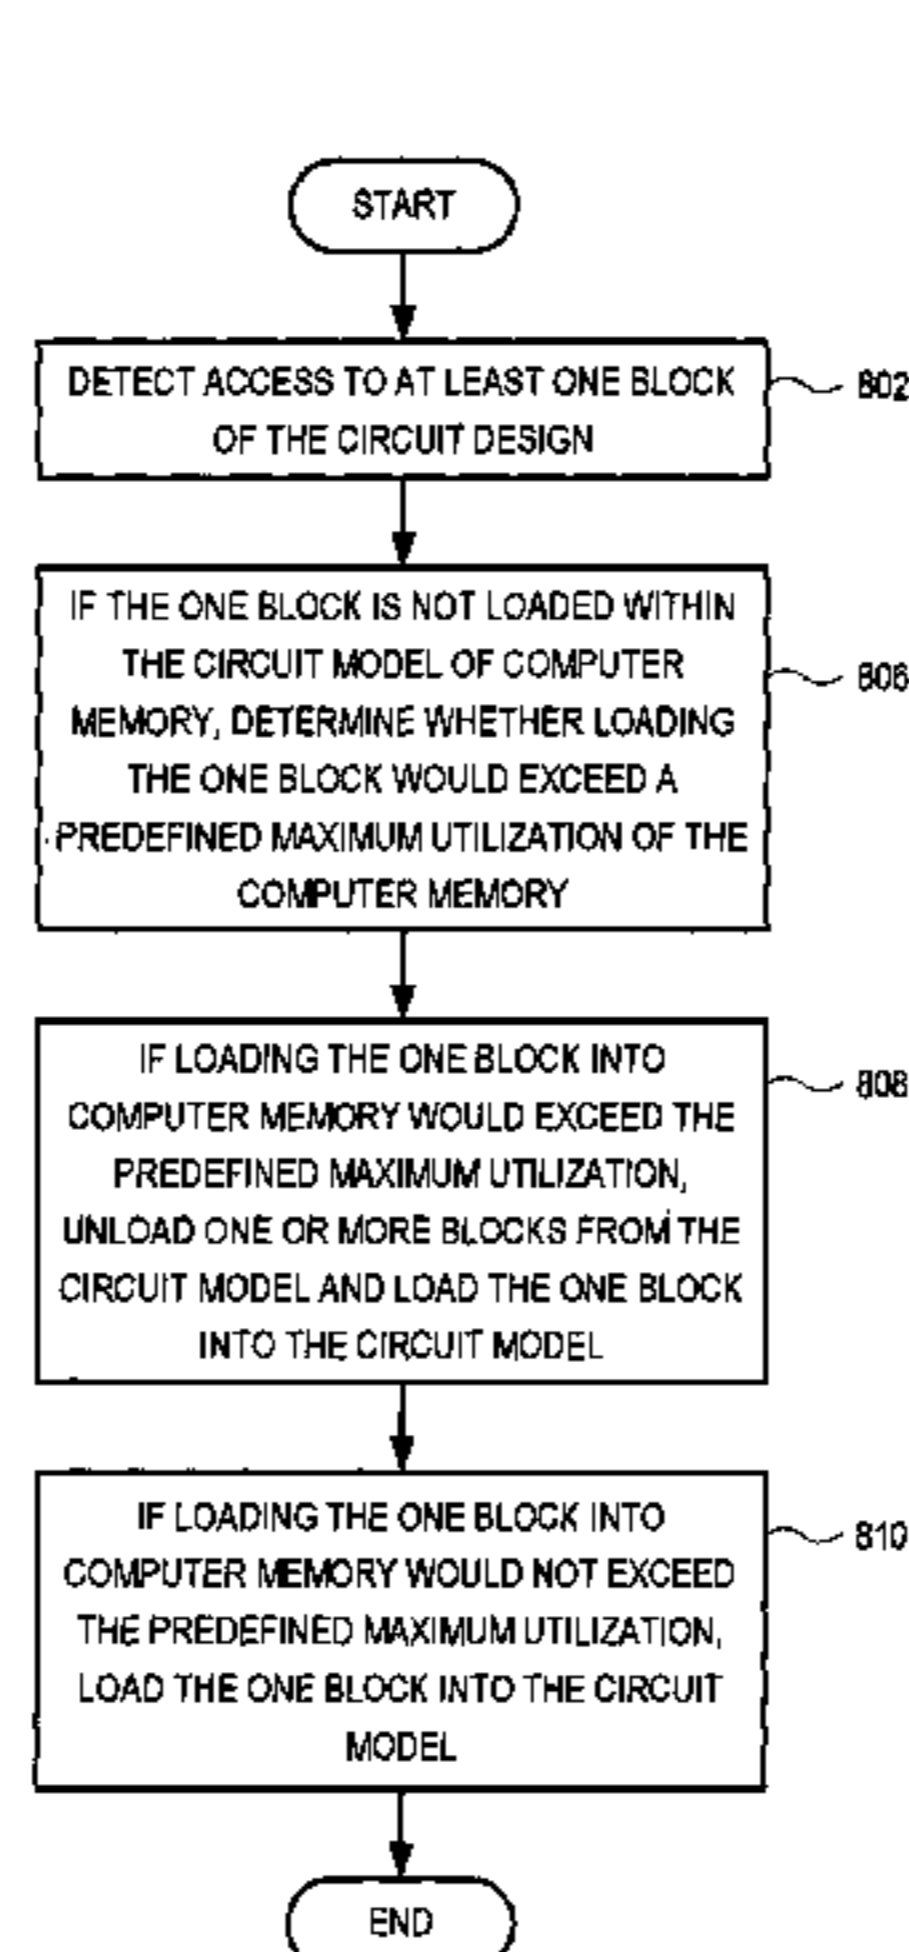 START
DETECT ACCESS TO AT LEAST ONE BLOCK
OF THE CIRCUIT DESIGN
802
IF THE ONE BLOCK IS NOT LOADED WITHIN
THE CIRCUIT MODEL OF COMPUTER
MEMORY, DETERMINE WHETHER LOADING
THE ONE BLOCK WOULD EXCEED A
PREDEFINED MAXIMUM UTILIZATION OF THE
COMPUTER MEMORY
806
IF LOADING THE ONE BLOCK INTO
COMPUTER MEMORY WOULD EXCEED THE
PREDEFINED MAXIMUM UTILIZATION,
UNLOAD ONE OR MORE BLOCKS FROM THE
CIRCUIT MODEL AND LOAD THE ONE BLOCK
INTO THE CIRCUIT MODEL
808
IF LOADING THE ONE BLOCK INTO
COMPUTER MEMORY WOULD NOT EXCEED
THE PREDEFINED MAXIMUM UTILIZATION,
LOAD THE ONE BLOCK INTO THE CIRCUIT
MODEL
810
END